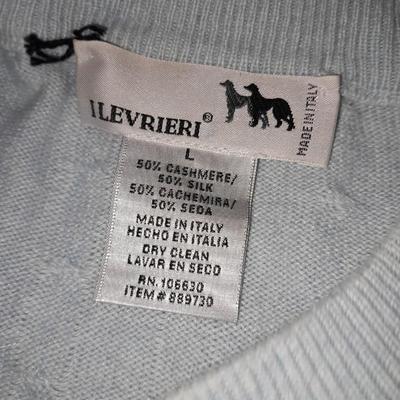 I LEVRIERI®
MADE IN ITALY
L
50% CASHMERE/
50% SILK
50% CACHEMIRA/
50% SEDA
MADE IN ITALY
HECHO EN ITALIA
DRY CLEAN
LAVAR EN SECO
RN. 106630
ITEM # 889730